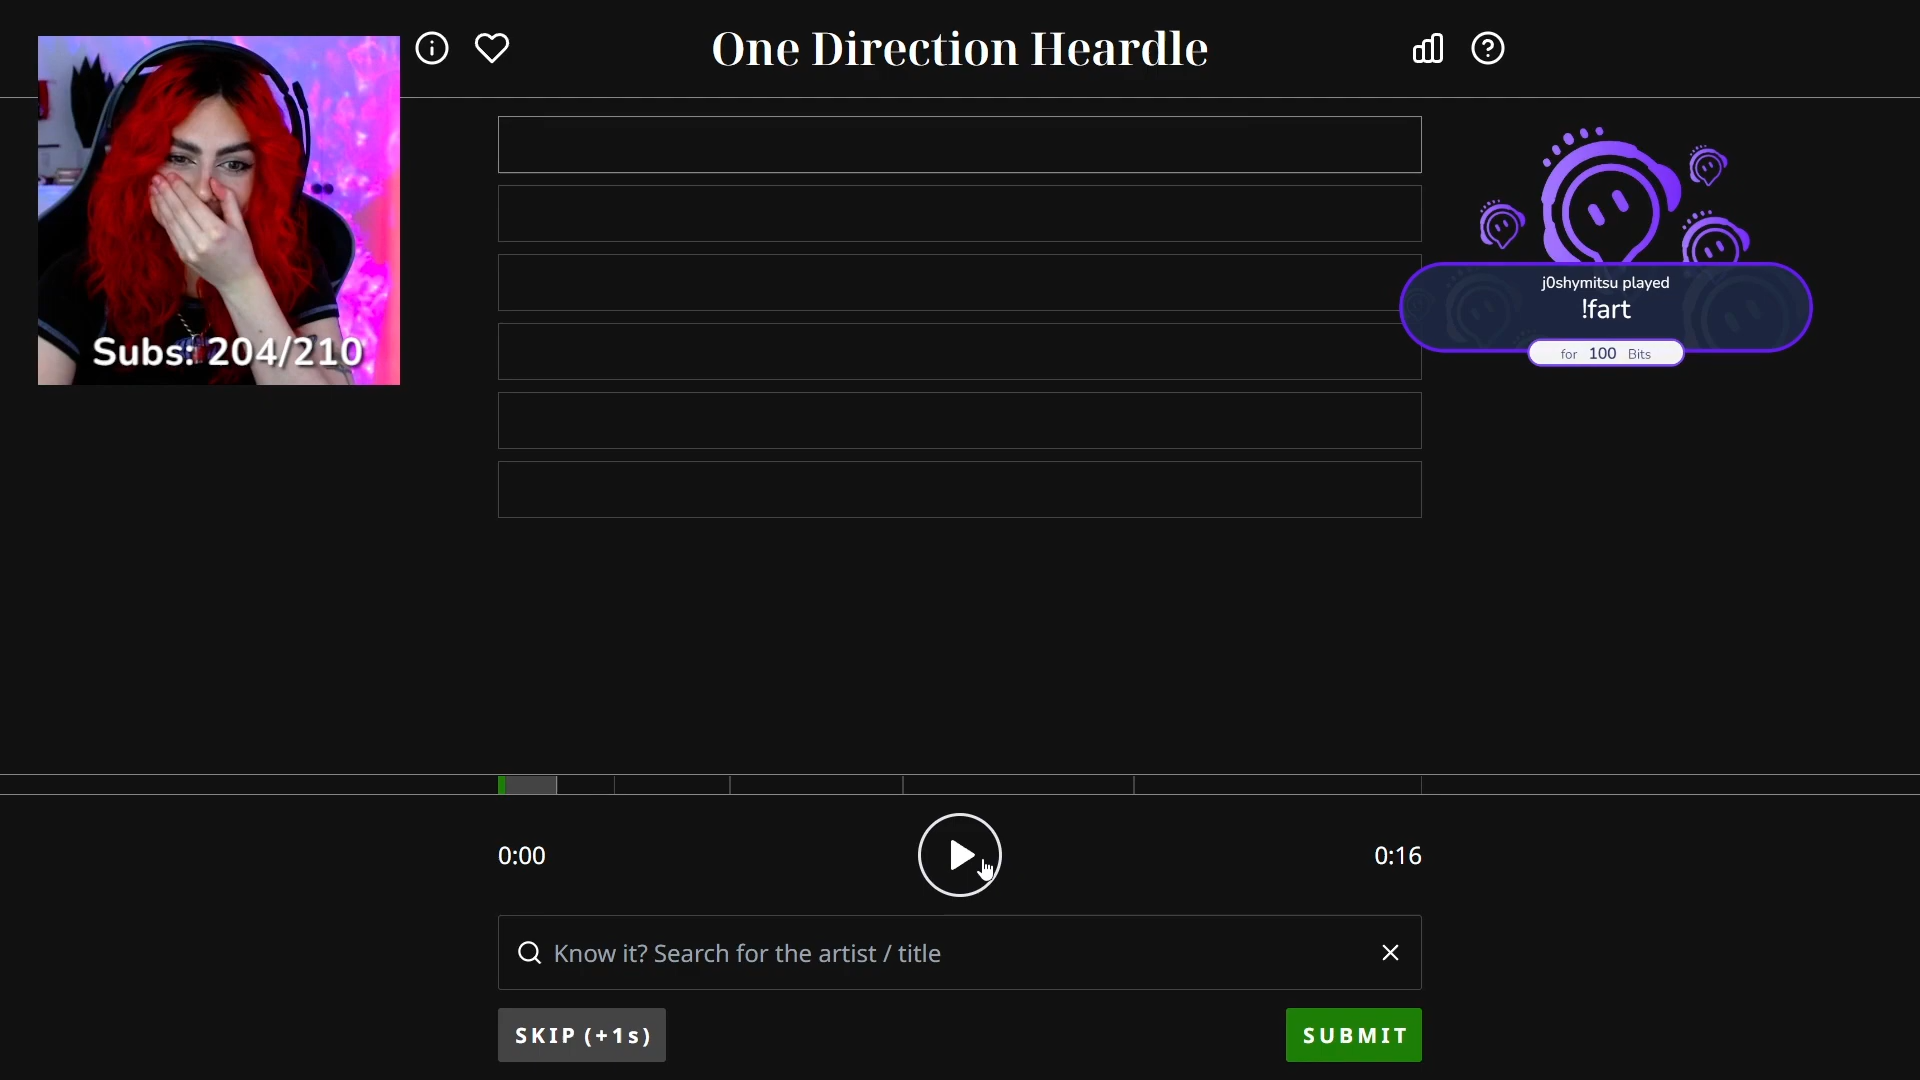 One Direction Heardle
Subs: 204/210
j0shymitsu played
!fart
for 100 Bits
0:00
0:16
Know it? Search for the artist / title
SKIP (+1s)
SUBMIT